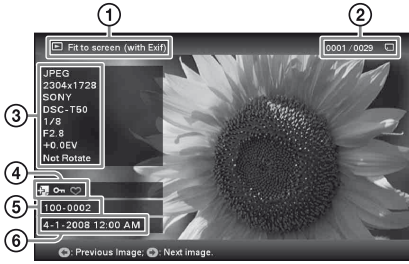 1
2
Fit to screen (with Exif)
0001/0029
3
JPEG
2304x1728
SONY
DSC-T50
1/8
F2.8
+0.0EV
Not Rotate
4
5
100-0002
6
4-1-2008 12:00 AM
: Previous Image; : Next image.